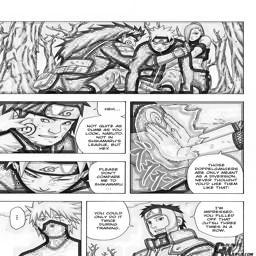 HEH...
NOT QUITE AS
DUMB AS YOU
LOOK, NARUTO.
NOT IN
SHIKAMARU'S
LEAGUE, BUT
HEY.
PLEASE
DON'T
COMPARE ME
TO SHIKAMARU
THOSE
DOPPELGANGERS
ARE ONLY MEANT
AS A DIVERSION.
NEVER THOUGHT
YOU'D USE THEM
LIKE THAT!
YOU COULD
ONLY DO IT
TWICE
DURING
TRAINING.
I'M
IMPRESSED.
YOU PULLED
OFF THAT
JUTSU THREE
TIMES IN A
ROW.